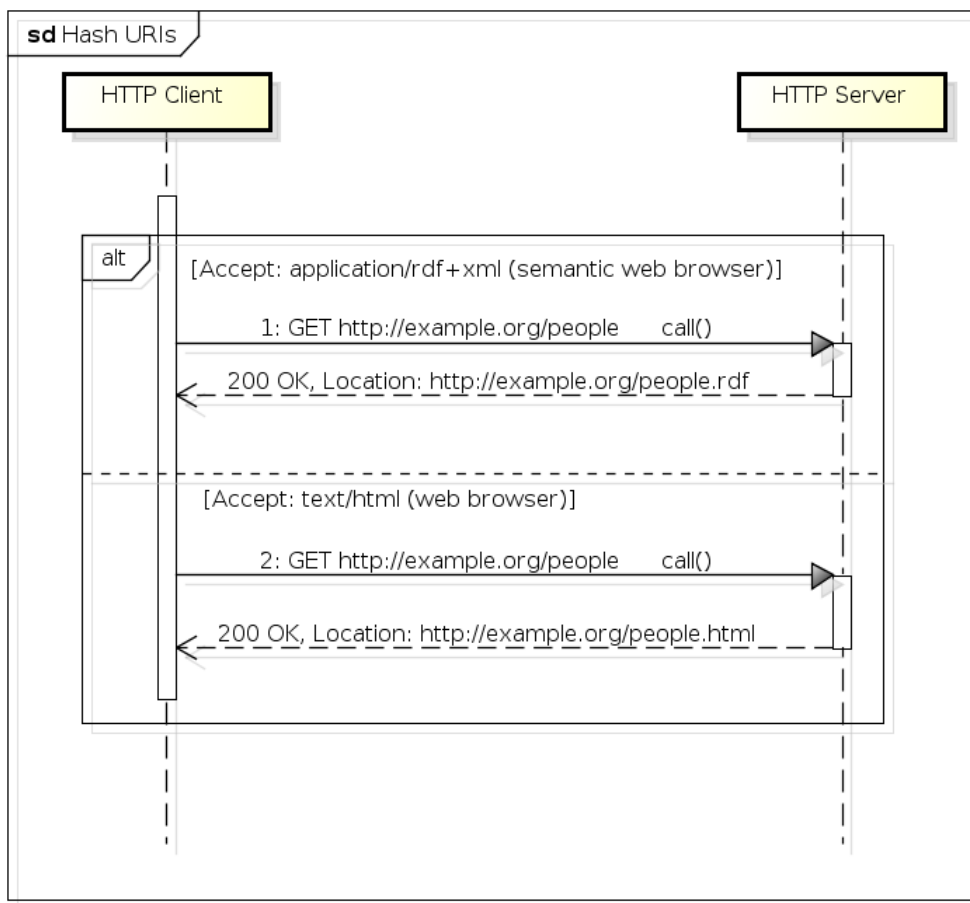 sd Hash URIs
HTTP Client
HTTP Server
alt
[Accept: application/rdf+xml (semantic web browser)]
1: GET http://example.org/people call()
200 OK, Location: http://example.org/people.rdf
[Accept: text/html (web browser)]
2: GET http://example.org/people call()
200 OK, Location: http://example.org/people.html